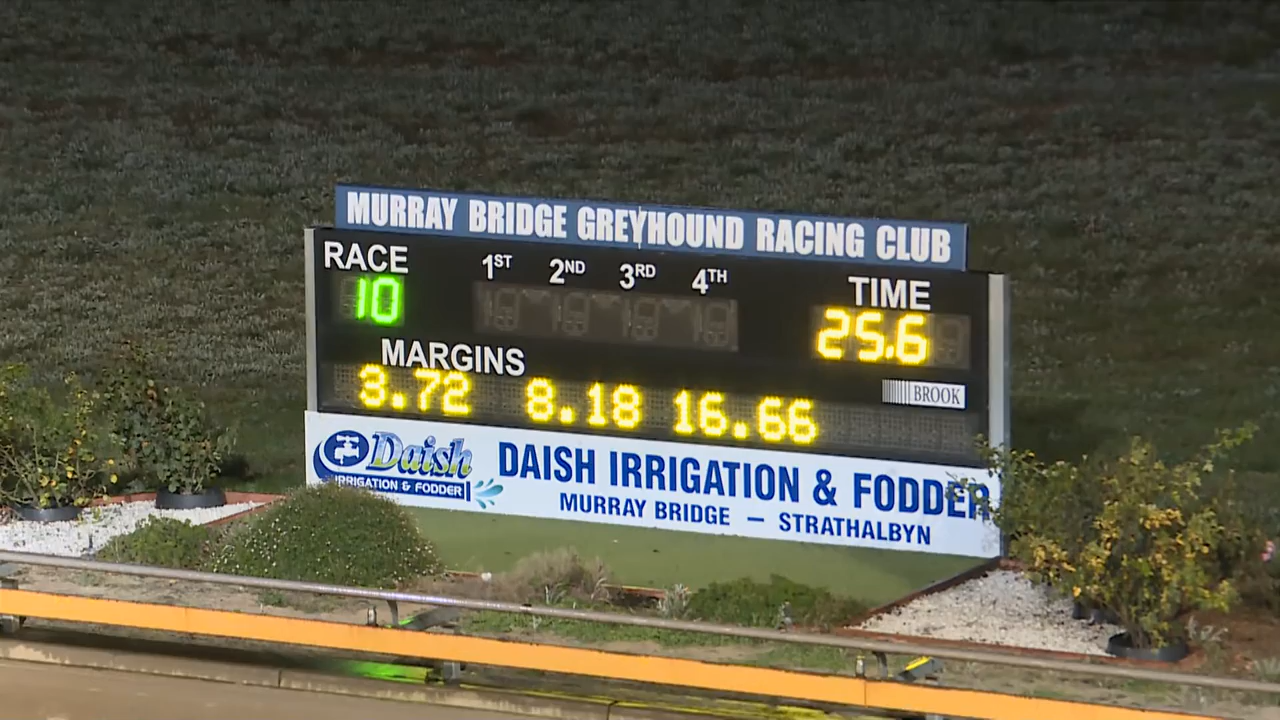 MURRAY BRIDGE GREYHOUND RACING CLUB
RACE 1ST 2ND 3RD 4TH TIME
10 25.6
MARGINS
3.72 8.18 16.66
BROOK
Daish
IRRIGATION & FODDER
DAISH IRRIGATION & FODDER
MURRAY BRIDGE — STRATHALBYN